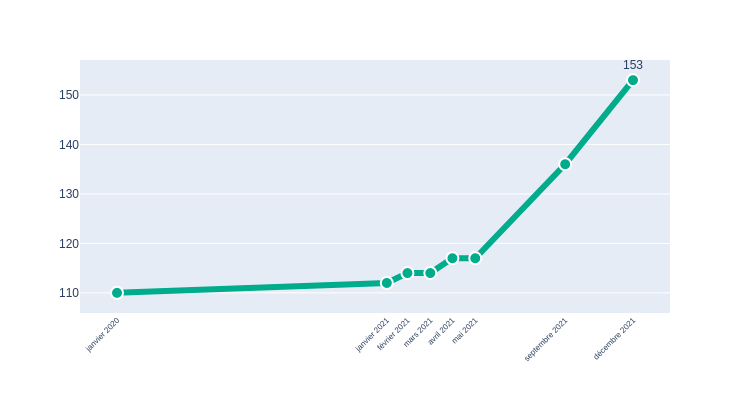 153
150
140
130
120
110
janvier 2020
janvier 2021
février 2021
mars 2021
avril 2021
mai 2021
septembre 2021
décembre 2021